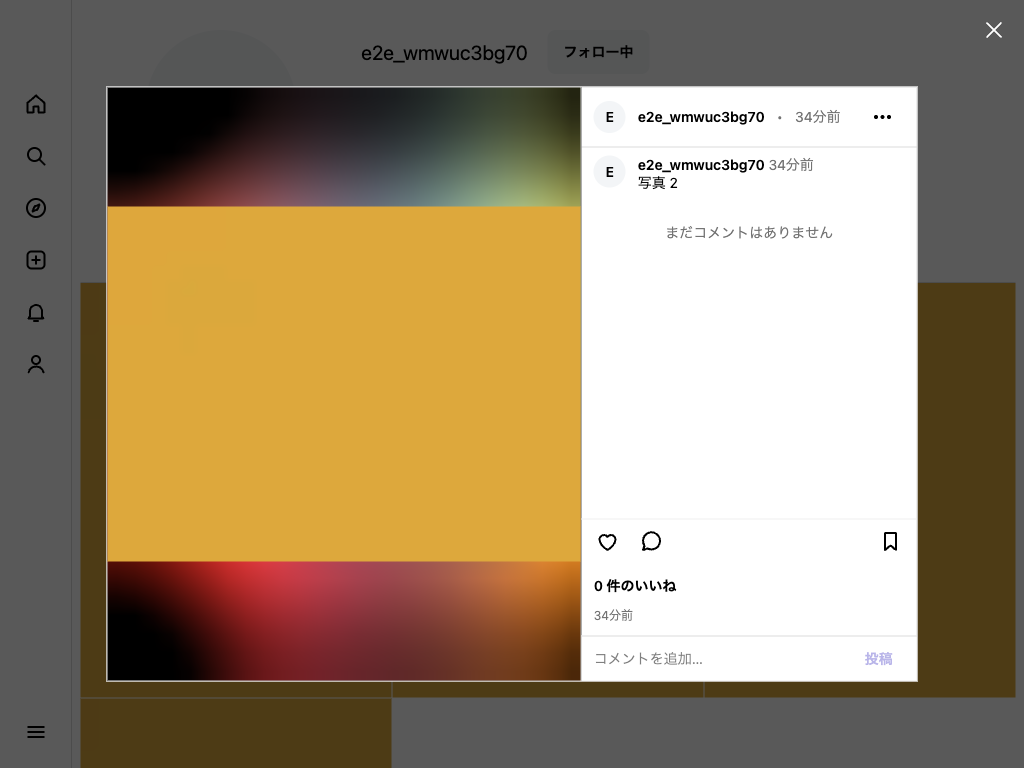 e2e_wmwuc3bg70 フォロー中
E e2e_wmwuc3bg70 • 34分前
E e2e_wmwuc3bg70 34分前
写真 2
まだコメントはありません
0 件のいいね
34分前
コメントを追加... 投稿